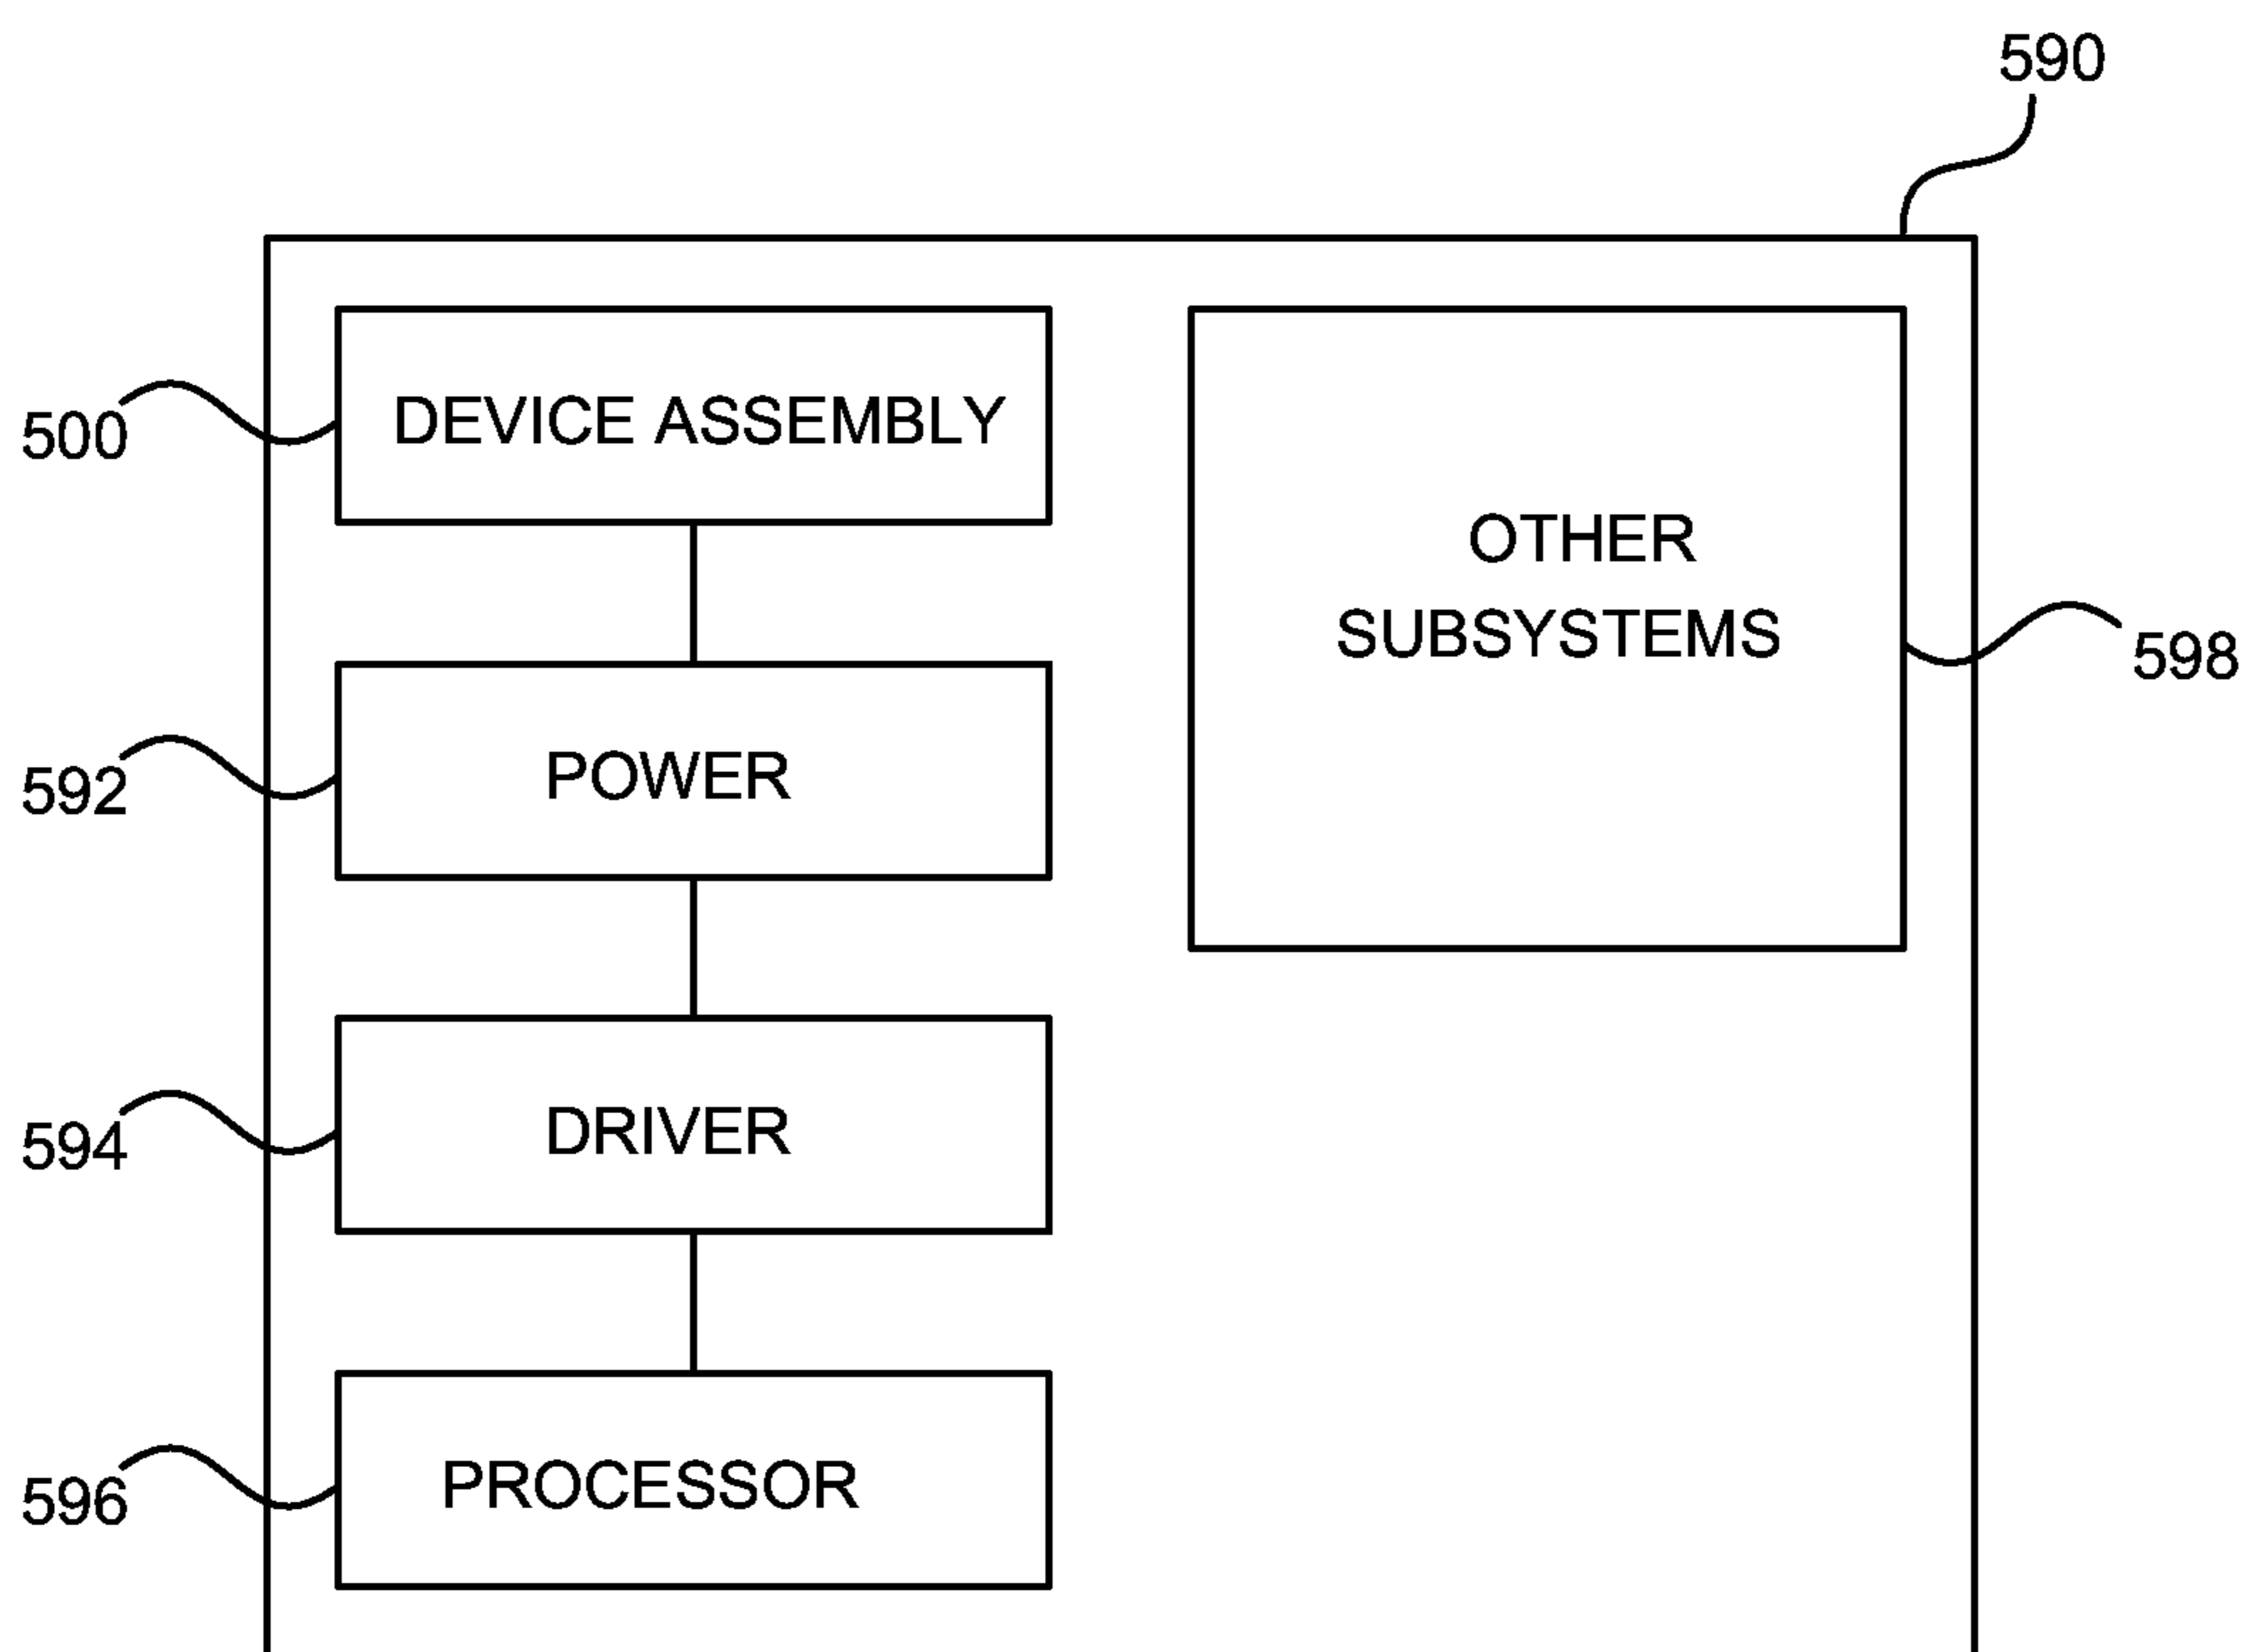 590
500
DEVICE ASSEMBLY
OTHER
SUBSYSTEMS
598
592
POWER
594
DRIVER
596
PROCESSOR